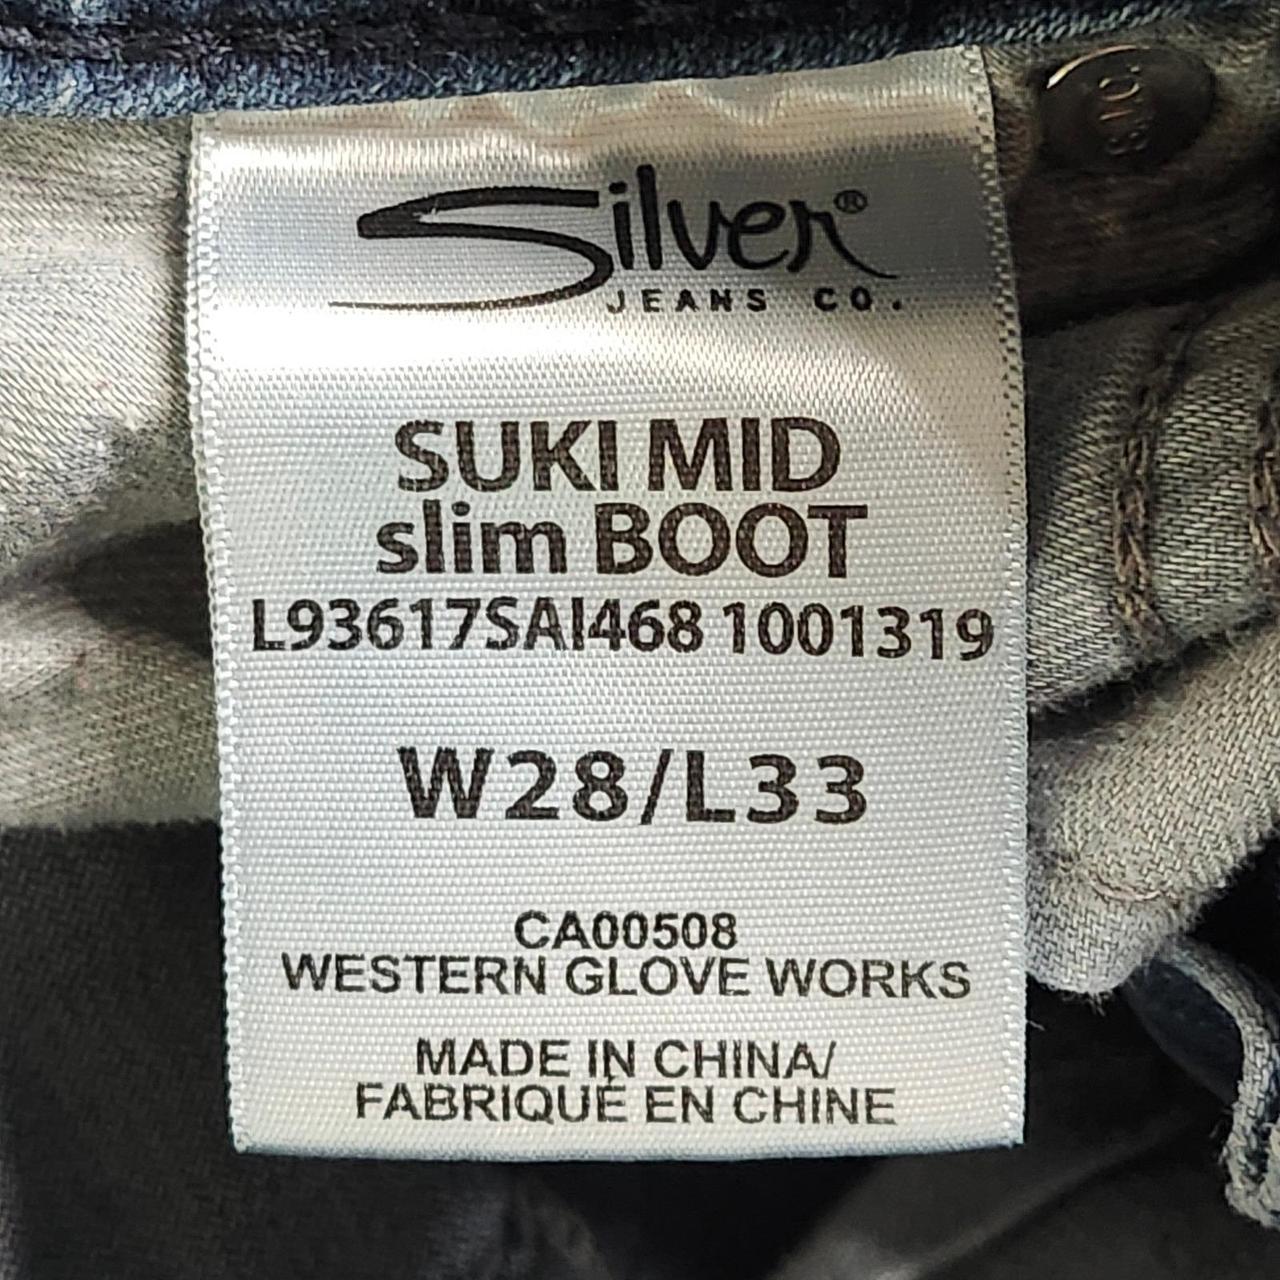 Silver®
JEANS CO.
SUKI MID
slim BOOT
L93617SAI468 1001319
W28/L33
CA00508
WESTERN GLOVE WORKS
MADE IN CHINA/
FABRIQUÉ EN CHINE